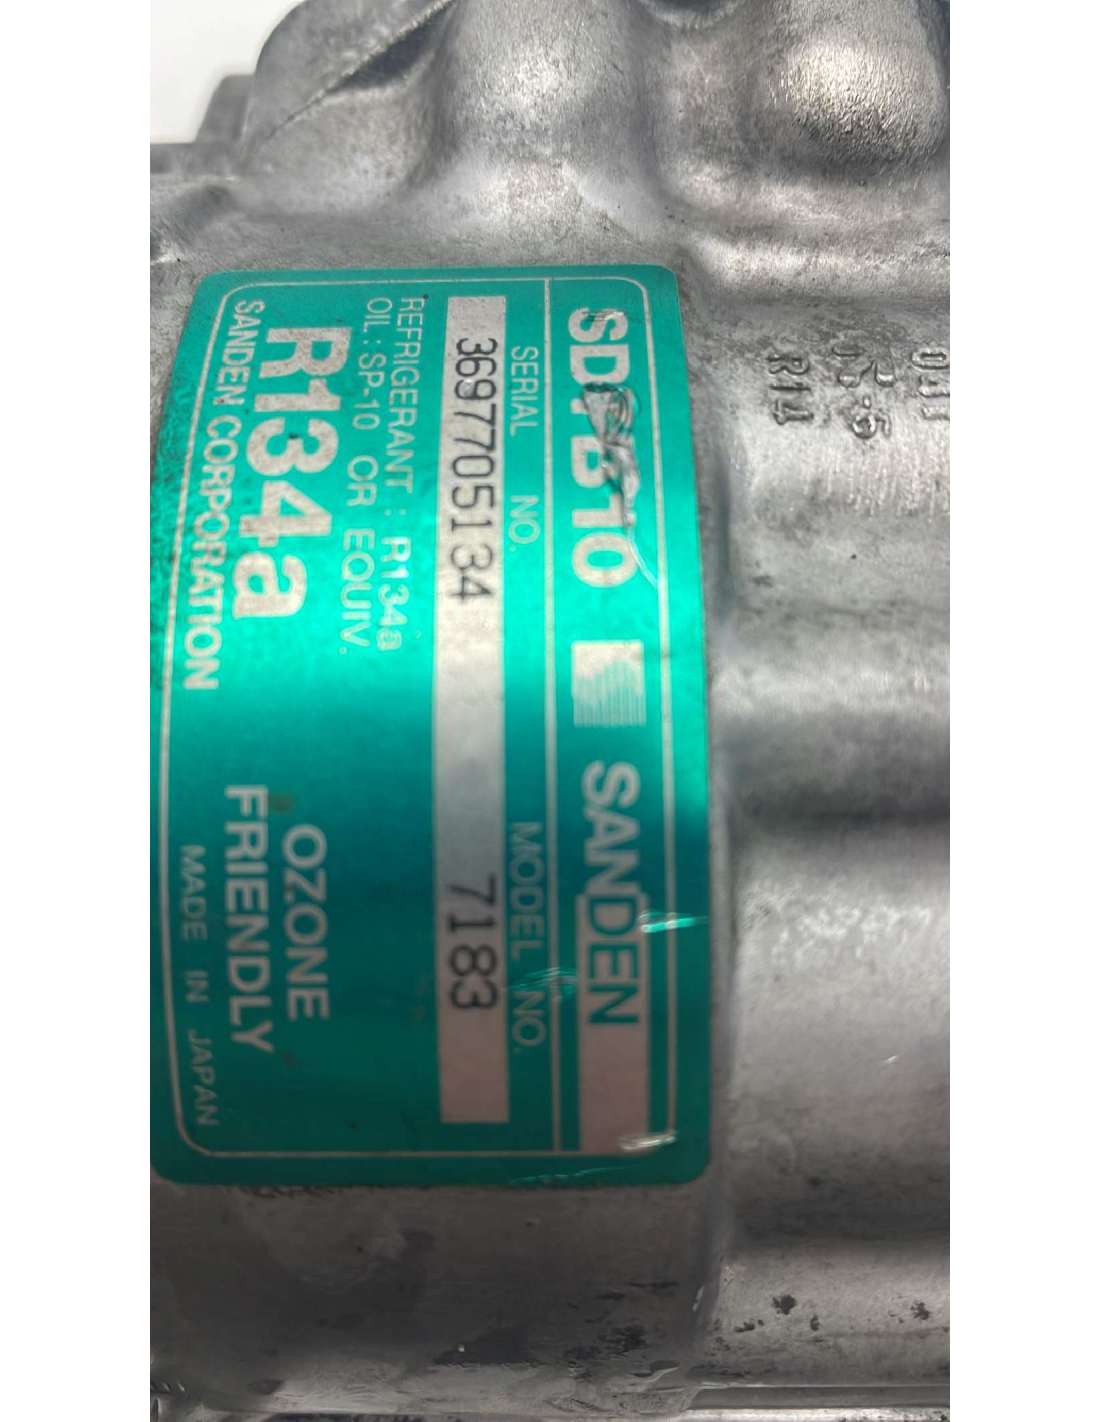 SD7B10 SANDEN
SERIAL NO. MODEL NO.
3697705134 7183
REFRIGERANT : R134a
OIL : SP-10 OR EQUIV.
R134a
SANDEN CORPORATION
OZONE
FRIENDLY
MADE IN JAPAN
R14